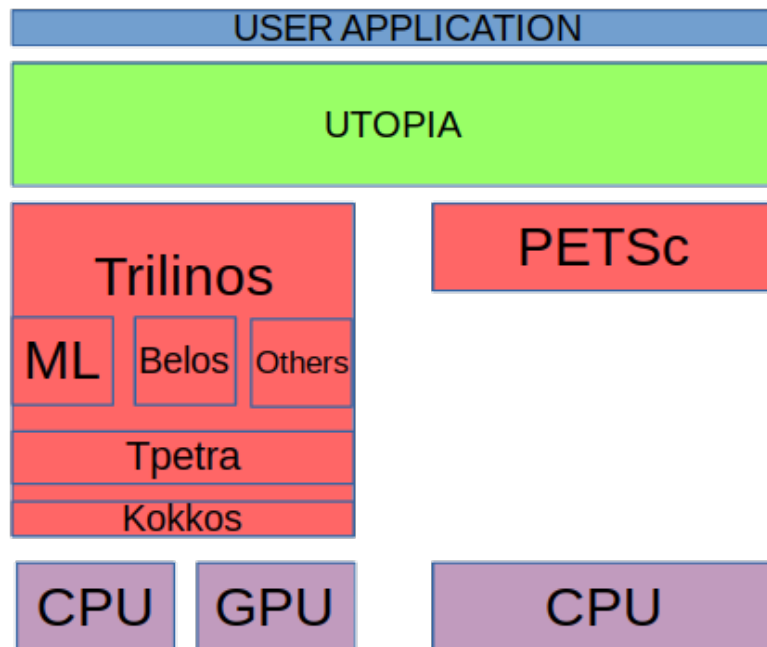 USER APPLICATION
UTOPIA
Trilinos
PETSc
ML
Belos
Others
Tpetra
Kokkos
CPU
GPU
CPU